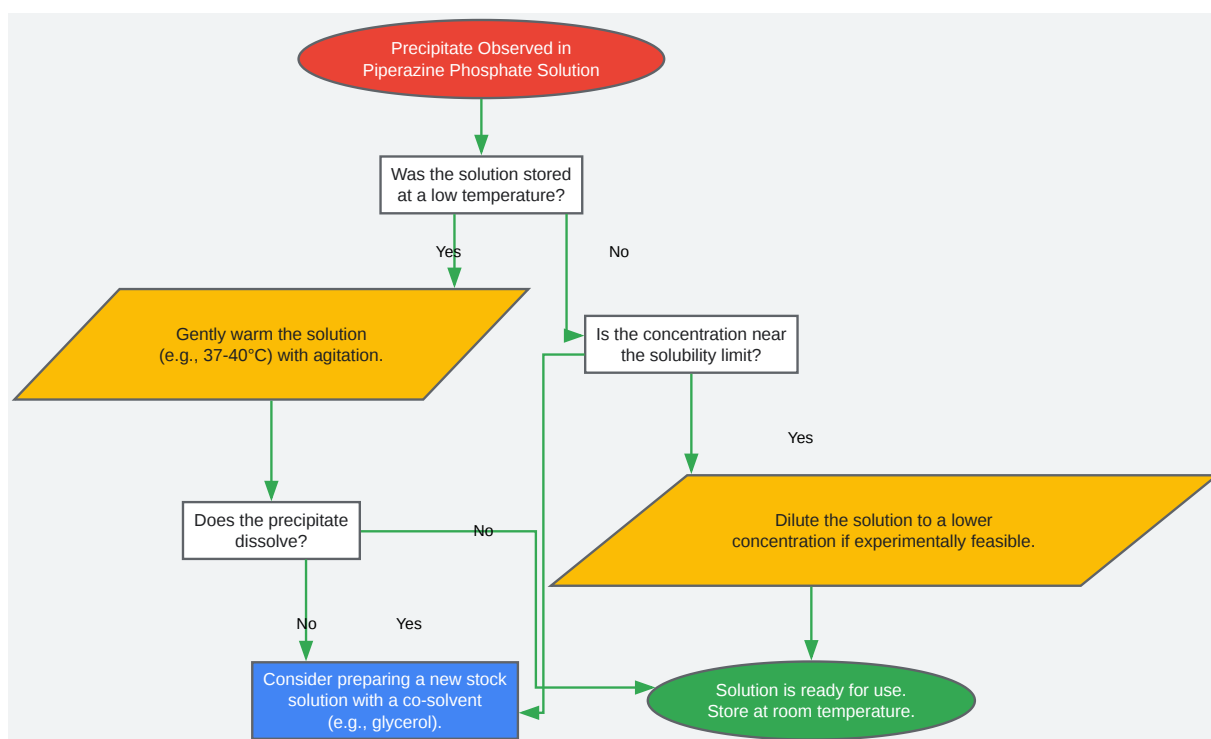 Precipitate Observed in
Piperazine Phosphate Solution
Was the solution stored
at a low temperature?
Yes
No
Gently warm the solution
(e.g., 37-40°C) with agitation.
Is the concentration near
the solubility limit?
Yes
Does the precipitate
dissolve?
No
Dilute the solution to a lower
concentration if experimentally feasible.
No
Yes
Consider preparing a new stock
solution with a co-solvent
(e.g., glycerol).
Solution is ready for use.
Store at room temperature.